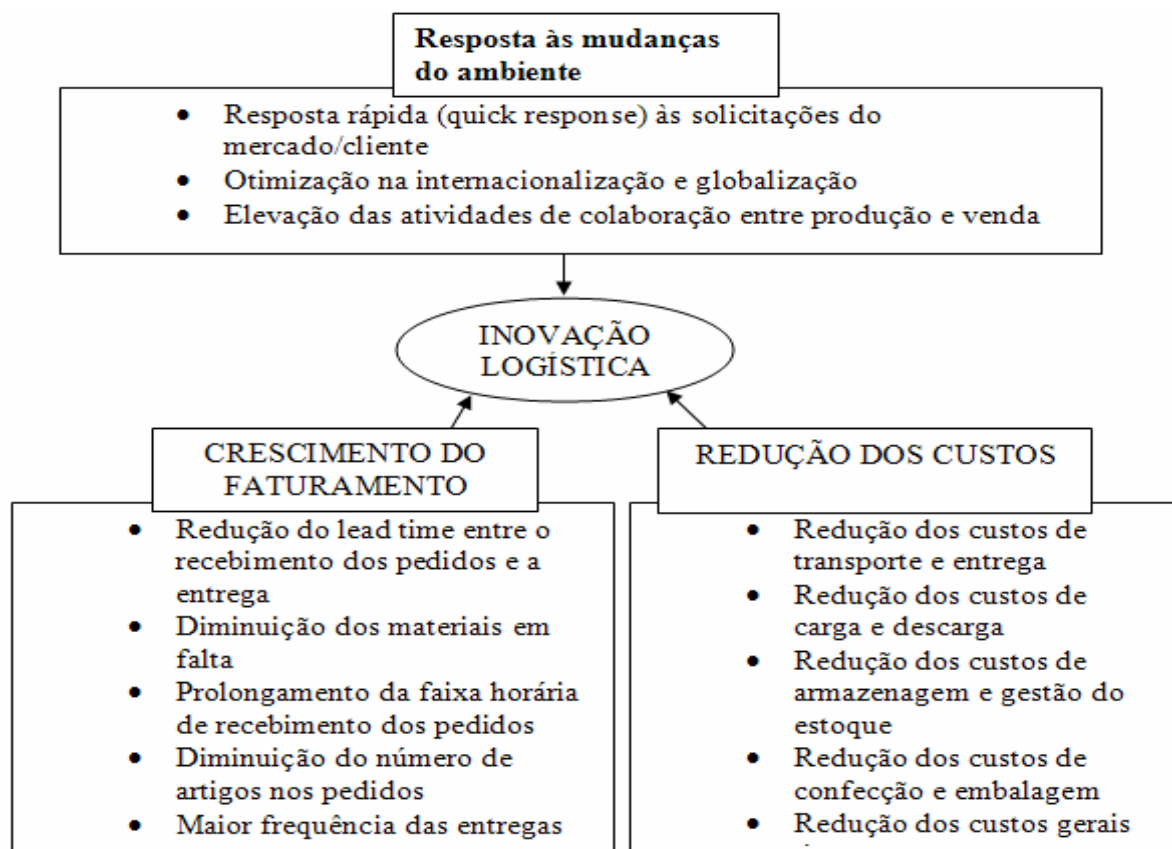 Resposta às mudanças
do ambiente
• Resposta rápida (quick response) às solicitações do
mercado/cliente
• Otimização na internacionalização e globalização
• Elevação das atividades de colaboração entre produção e venda
INOVAÇÃO
LOGÍSTICA
CRESCIMENTO DO
FATURAMENTO
• Redução do lead time entre o
recebimento dos pedidos e a
entrega
• Diminuição dos materiais em
falta
• Prolongamento da faixa horária
de recebimento dos pedidos
• Diminuição do número de
artigos nos pedidos
• Maior frequência das entregas
REDUÇÃO DOS CUSTOS
• Redução dos custos de
transporte e entrega
• Redução dos custos de
carga e descarga
• Redução dos custos de
armazenagem e gestão do
estoque
• Redução dos custos de
confecção e embalagem
• Redução dos custos gerais